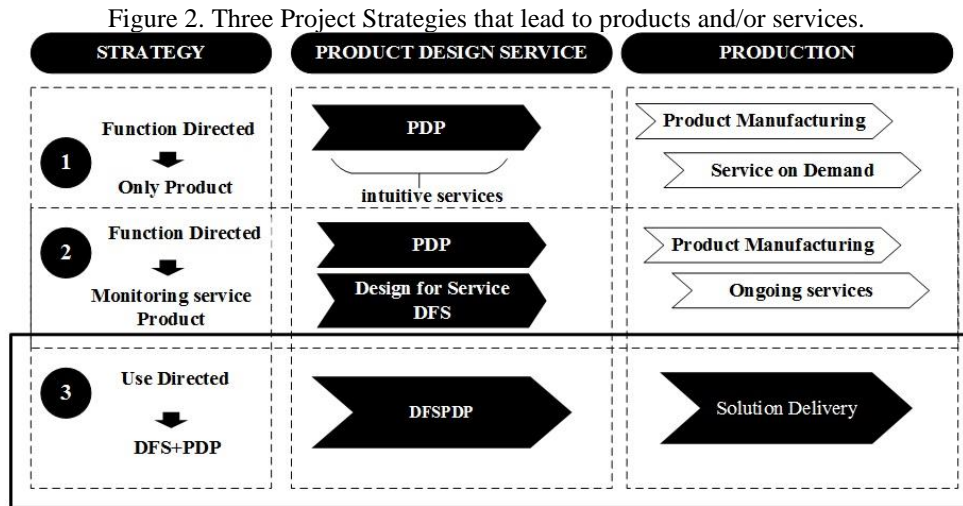 Figure 2. Three Project Strategies that lead to products and/or services.
STRATEGY
PRODUCT DESIGN SERVICE
PRODUCTION
1
Function Directed
Only Product
PDP
intuitive services
Product Manufacturing
Service on Demand
2
Function Directed
Monitoring service
Product
PDP
Design for Service
DFS
Product Manufacturing
Ongoing services
3
Use Directed
DFS+PDP
DFSPDP
Solution Delivery